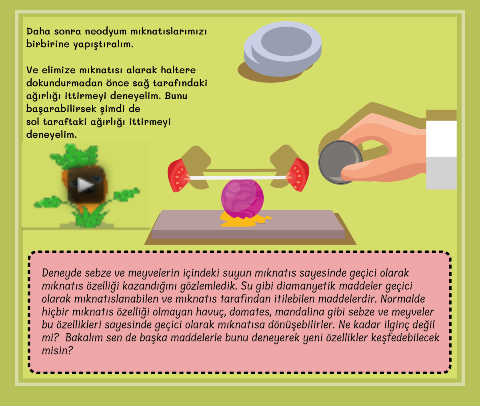 Daha sonra neodyum mıknatıslarımızı
birbirine yapıştıralım.
Ve elimize mıknatısı alarak haltere
dokundurmadan önce sağ tarafındaki
ağırlığı ittirmeyi deneyelim. Bunu
başarabilirsek şimdi de
sol taraftaki ağırlığı ittirmeyi
deneyelim.
Deneyde sebze ve meyvelerin içindeki suyun mıknatıs sayesinde geçici olarak
mıknatıs özelliği kazandığını gözlemledik. Su gibi diamanyetik maddeler geçici
olarak mıknatıslanabilen ve mıknatıs tarafından itilebilen maddelerdir. Normalde
hiçbir mıknatıs özelliği olmayan havuç, domates, mandalina gibi sebze ve meyveler
bu özellikleri sayesinde geçici olarak mıknatısa dönüşebilirler. Ne kadar ilginç değil
mi? Bakalım sen de başka maddelerle bunu deneyerek yeni özellikler keşfedebilecek
misin?